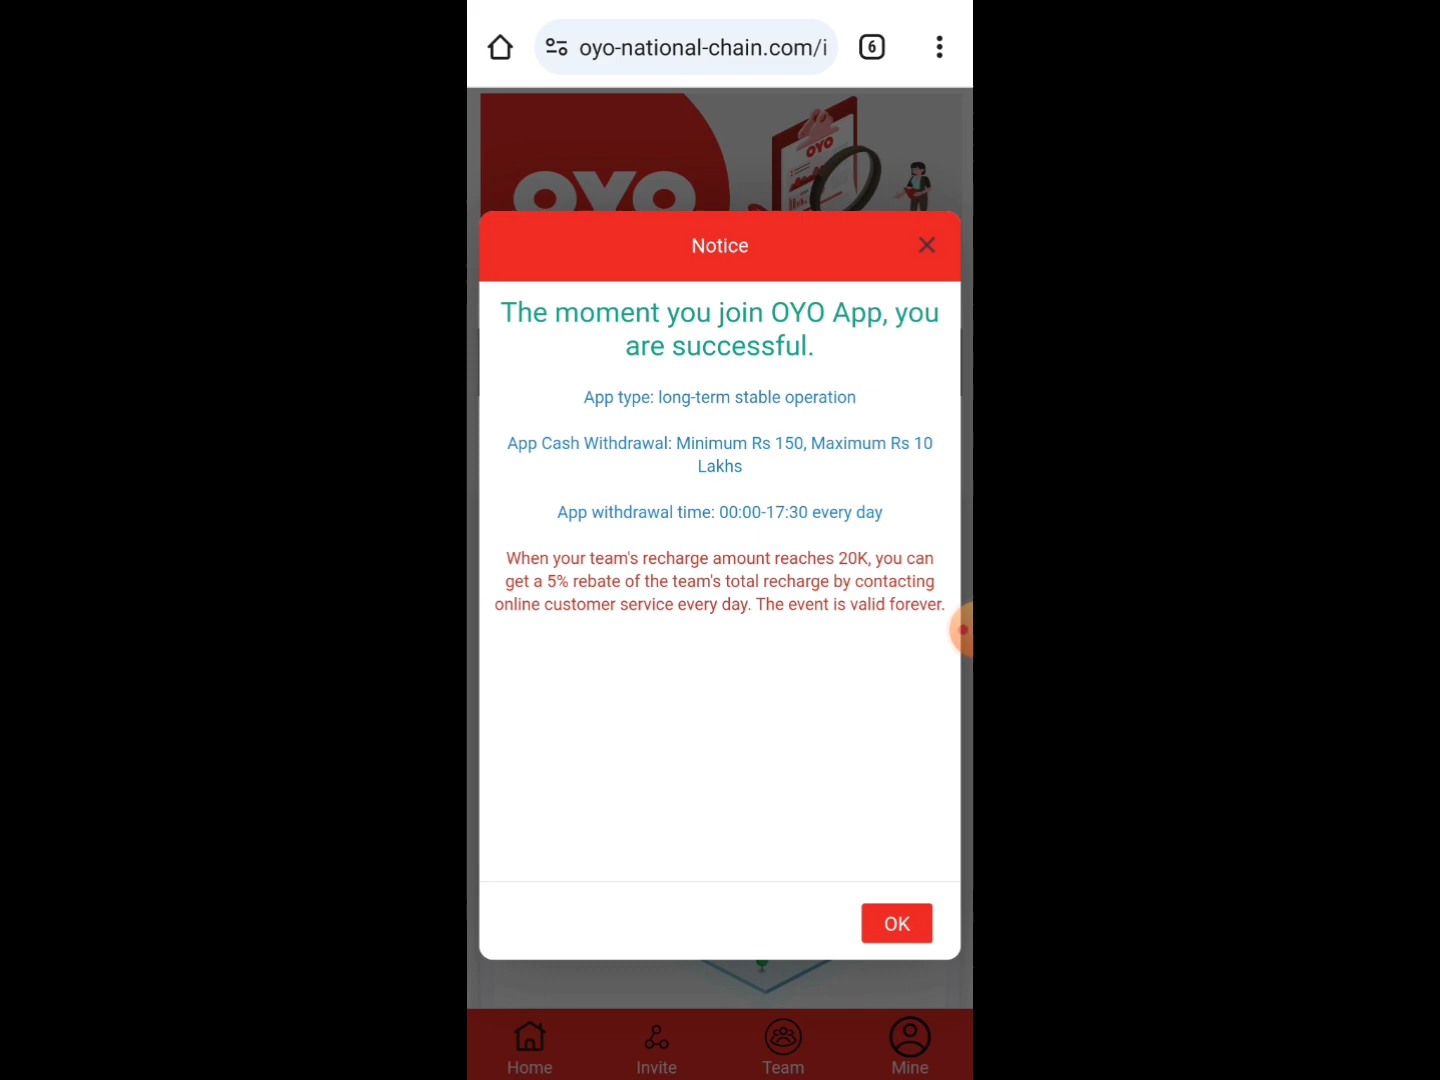 oyo-national-chain.com/i
6
OYO
OYO
Notice
The moment you join OYO App, you
are successful.
App type: long-term stable operation
App Cash Withdrawal: Minimum Rs 150, Maximum Rs 10
Lakhs
App withdrawal time: 00:00-17:30 every day
When your team's recharge amount reaches 20K, you can
get a 5% rebate of the team's total recharge by contacting
online customer service every day. The event is valid forever.
OK
Home Invite Team Mine